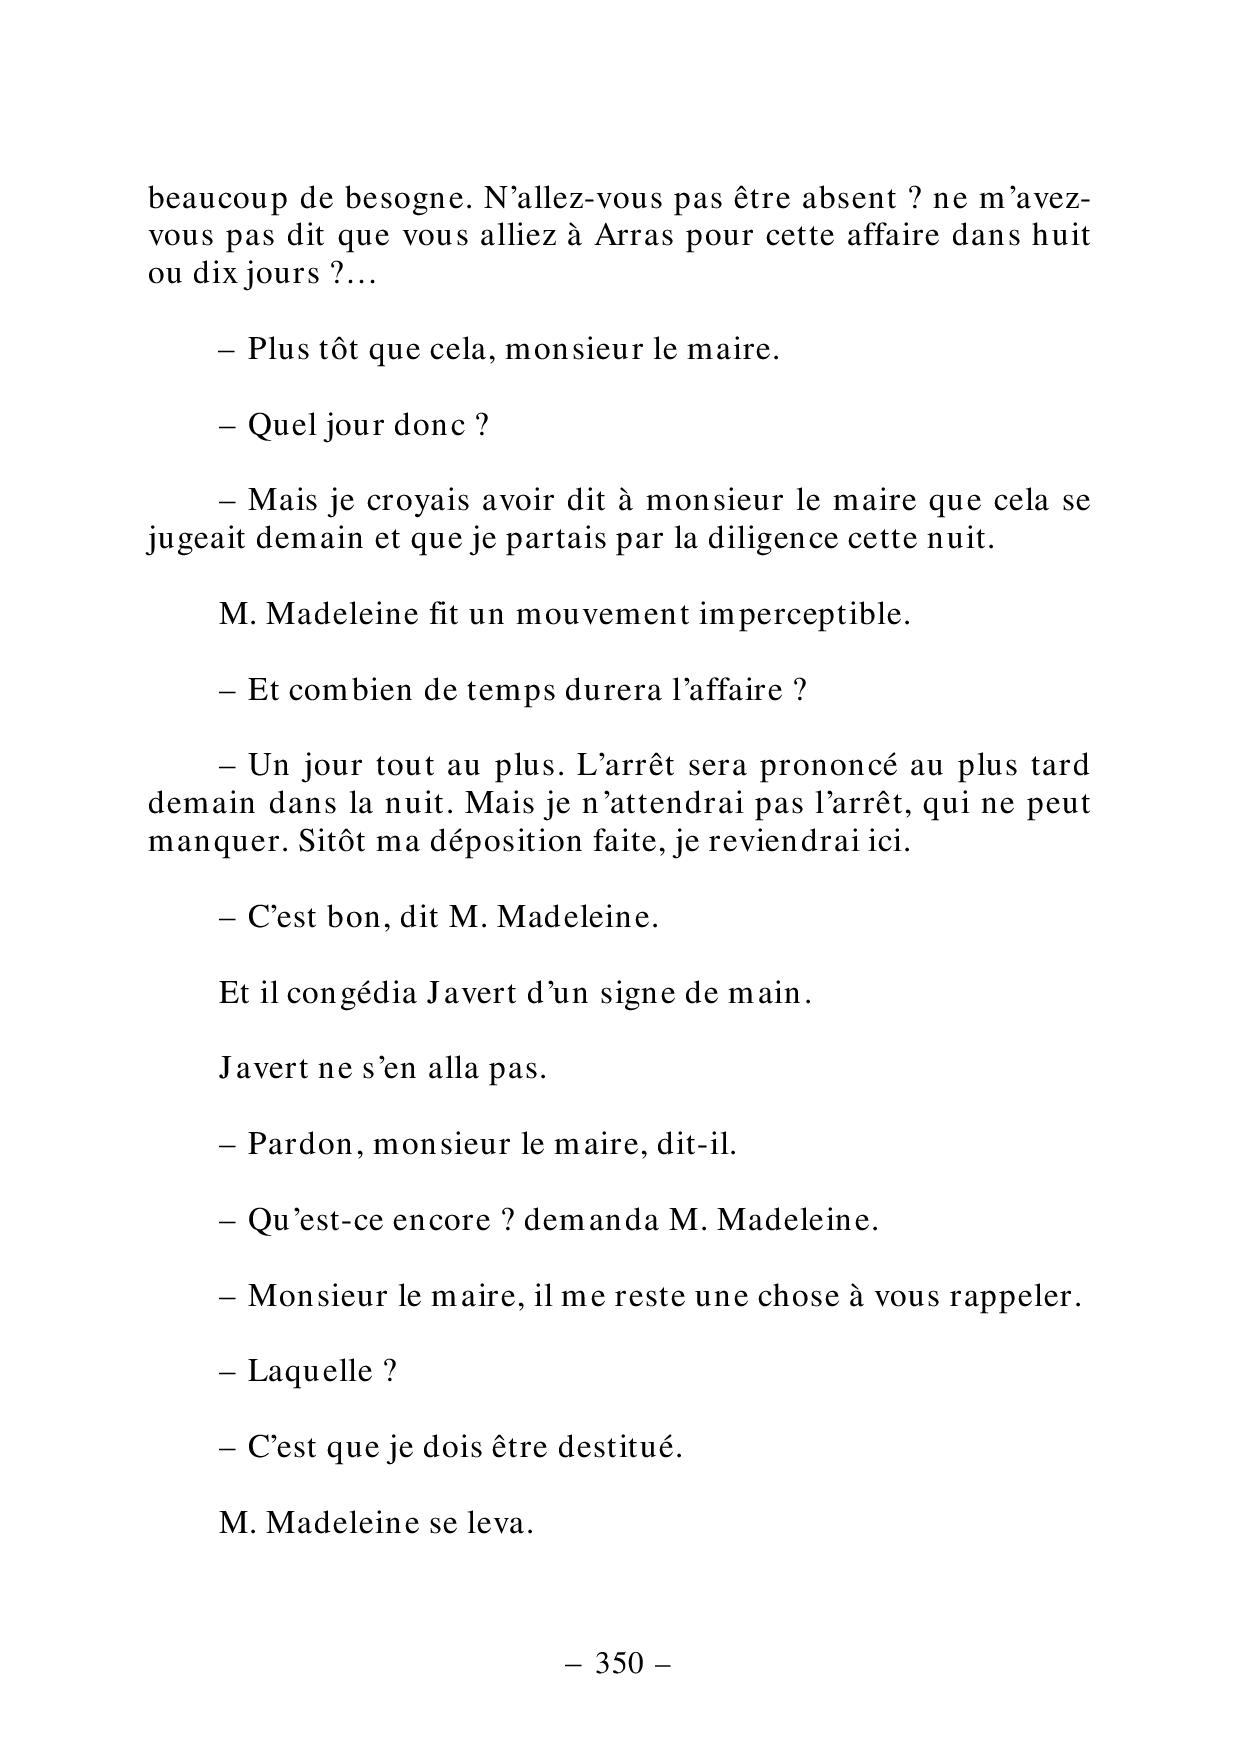 beaucoup de besogne. N’allez-vous pas être absent ? ne m’avez-
vous pas dit que vous alliez à Arras pour cette affaire dans huit
ou dix jours ?…
– Plus tôt que cela, monsieur le maire.
– Quel jour donc ?
– Mais je croyais avoir dit à monsieur le maire que cela se
jugeait demain et que je partais par la diligence cette nuit.
M. Madeleine fit un mouvement imperceptible.
– Et combien de temps durera l’affaire ?
– Un jour tout au plus. L’arrêt sera prononcé au plus tard
demain dans la nuit. Mais je n’attendrai pas l’arrêt, qui ne peut
manquer. Sitôt ma déposition faite, je reviendrai ici.
– C’est bon, dit M. Madeleine.
Et il congédia Javert d’un signe de main.
Javert ne s’en alla pas.
– Pardon, monsieur le maire, dit-il.
– Qu’est-ce encore ? demanda M. Madeleine.
– Monsieur le maire, il me reste une chose à vous rappeler.
– Laquelle ?
– C’est que je dois être destitué.
M. Madeleine se leva.
– 350 –